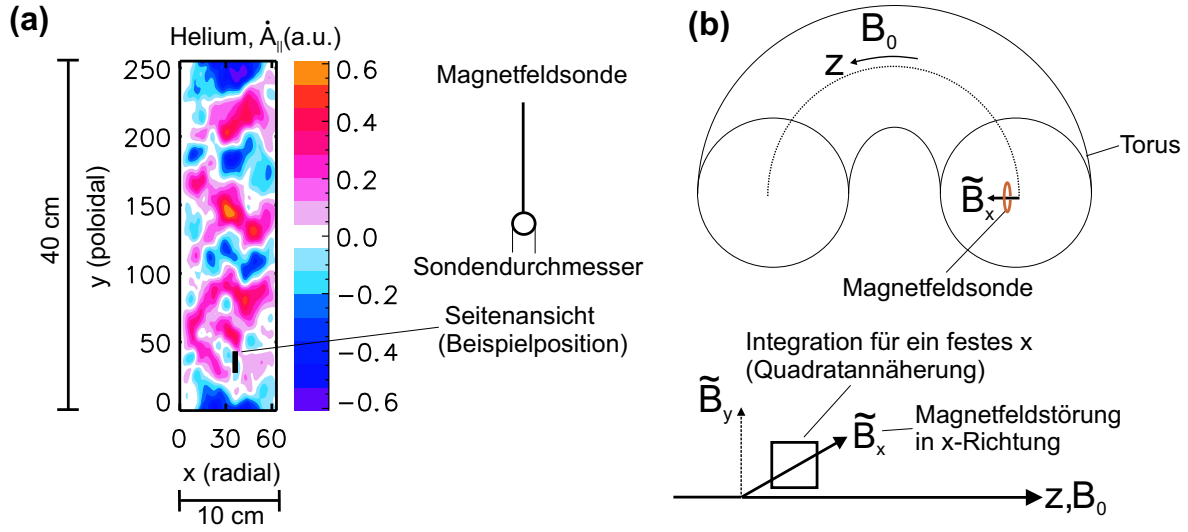 (a)
Helium, Ȧ||(a.u.)
250
200
150
100
50
0
y (poloidal)
40 cm
0 30 60
x (radial)
10 cm
0.6
0.4
0.2
0.0
−0.2
−0.4
−0.6
Magnetfeldsonde
Sondendurchmesser
Seitenansicht
(Beispielposition)
(b)
B₀
z
Torus
B̃ₓ
Magnetfeldsonde
Integration für ein festes x
(Quadratannäherung)
B̃y
B̃ₓ
Magnetfeldstörung
in x-Richtung
z,B₀